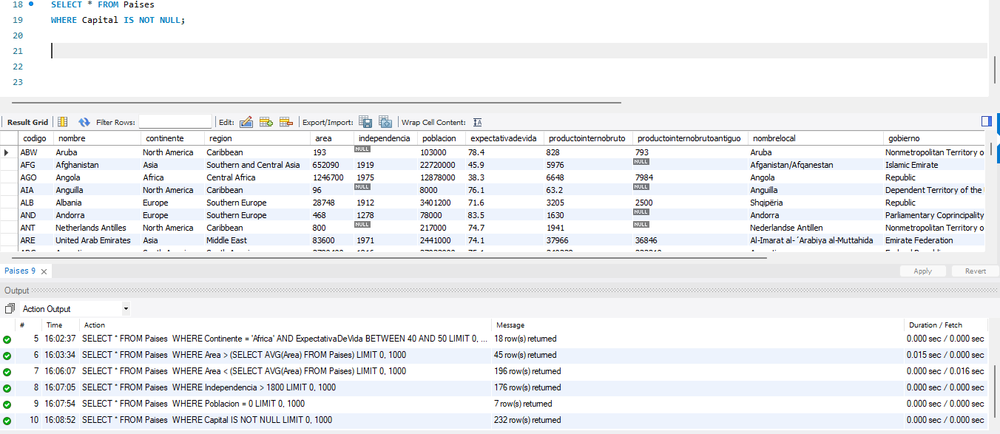 18 SELECT * FROM Paises
19 WHERE Capital IS NOT NULL;
20
21
22
23
Result Grid Filter Rows: Edit: Export/Import: Wrap Cell Content: IA
codigo nombre continente region area independencia poblacion expectativadevida productointernobruto productointernobrutoantiguo nombrelocal gobierno
ABW Aruba North America Caribbean 193 NULL 103000 78.4 828 793 Aruba Nonmetropolitan Territory o
AFG Afghanistan Asia Southern and Central Asia 652090 1919 22720000 45.9 5976 NULL Afganistan/Afqanestan Islamic Emirate
AGO Angola Africa Central Africa 1246700 1975 12878000 38.3 6648 7984 Angola Republic
AIA Anguilla North America Caribbean 96 NULL 8000 76.1 63.2 NULL Anguilla Dependent Territory of the
ALB Albania Europe Southern Europe 28748 1912 3401200 71.6 3205 2500 Shqipëria Republic
AND Andorra Europe Southern Europe 468 1278 78000 83.5 1630 NULL Andorra Parliamentary Coprincipality
ANT Netherlands Antilles North America Caribbean 800 NULL 217000 74.7 1941 NULL Nederlandse Antillen Nonmetropolitan Territory o
ARE United Arab Emirates Asia Middle East 83600 1971 2441000 74.1 37966 36846 Al-Imarat al-´Arabiya al-Muttahida Emirate Federation
Paises 9 Apply Revert
Output
Action Output
# Time Action Message Duration / Fetch
5 16:02:37 SELECT * FROM Paises WHERE Continente = 'Africa' AND ExpectativaDeVida BETWEEN 40 AND 50 LIMIT 0, ... 18 row(s) returned 0.000 sec / 0.000 sec
6 16:03:34 SELECT * FROM Paises WHERE Area > (SELECT AVG(Area) FROM Paises) LIMIT 0, 1000 45 row(s) returned 0.015 sec / 0.000 sec
7 16:06:07 SELECT * FROM Paises WHERE Area < (SELECT AVG(Area) FROM Paises) LIMIT 0, 1000 196 row(s) returned 0.000 sec / 0.016 sec
8 16:07:05 SELECT * FROM Paises WHERE Independencia > 1800 LIMIT 0, 1000 176 row(s) returned 0.000 sec / 0.000 sec
9 16:07:54 SELECT * FROM Paises WHERE Poblacion = 0 LIMIT 0, 1000 7 row(s) returned 0.000 sec / 0.000 sec
10 16:08:52 SELECT * FROM Paises WHERE Capital IS NOT NULL LIMIT 0, 1000 232 row(s) returned 0.000 sec / 0.000 sec